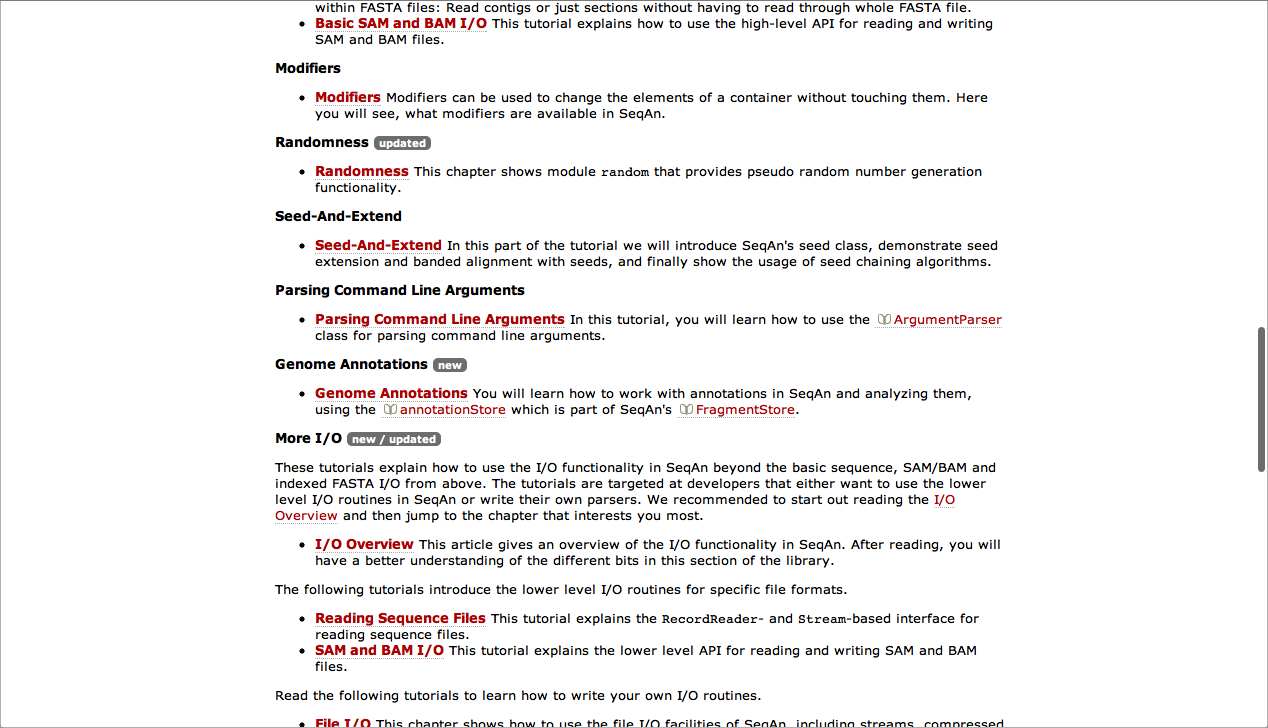 within FASTA files: Read contigs or just sections without having to read through whole FASTA file.
• Basic SAM and BAM I/O This tutorial explains how to use the high-level API for reading and writing
SAM and BAM files.
Modifiers
• Modifiers Modifiers can be used to change the elements of a container without touching them. Here
you will see, what modifiers are available in SeqAn.
Randomness updated
• Randomness This chapter shows module random that provides pseudo random number generation
functionality.
Seed-And-Extend
• Seed-And-Extend In this part of the tutorial we will introduce SeqAn's seed class, demonstrate seed
extension and banded alignment with seeds, and finally show the usage of seed chaining algorithms.
Parsing Command Line Arguments
• Parsing Command Line Arguments In this tutorial, you will learn how to use the ArgumentParser
class for parsing command line arguments.
Genome Annotations new
• Genome Annotations You will learn how to work with annotations in SeqAn and analyzing them,
using the annotationStore which is part of SeqAn's FragmentStore.
More I/O new / updated
These tutorials explain how to use the I/O functionality in SeqAn beyond the basic sequence, SAM/BAM and
indexed FASTA I/O from above. The tutorials are targeted at developers that either want to use the lower
level I/O routines in SeqAn or write their own parsers. We recommended to start out reading the I/O
Overview and then jump to the chapter that interests you most.
• I/O Overview This article gives an overview of the I/O functionality in SeqAn. After reading, you will
have a better understanding of the different bits in this section of the library.
The following tutorials introduce the lower level I/O routines for specific file formats.
• Reading Sequence Files This tutorial explains the RecordReader- and Stream-based interface for
reading sequence files.
• SAM and BAM I/O This tutorial explains the lower level API for reading and writing SAM and BAM
files.
Read the following tutorials to learn how to write your own I/O routines.
• File I/O This chapter shows how to use the file I/O facilities of SeqAn, including streams, compressed